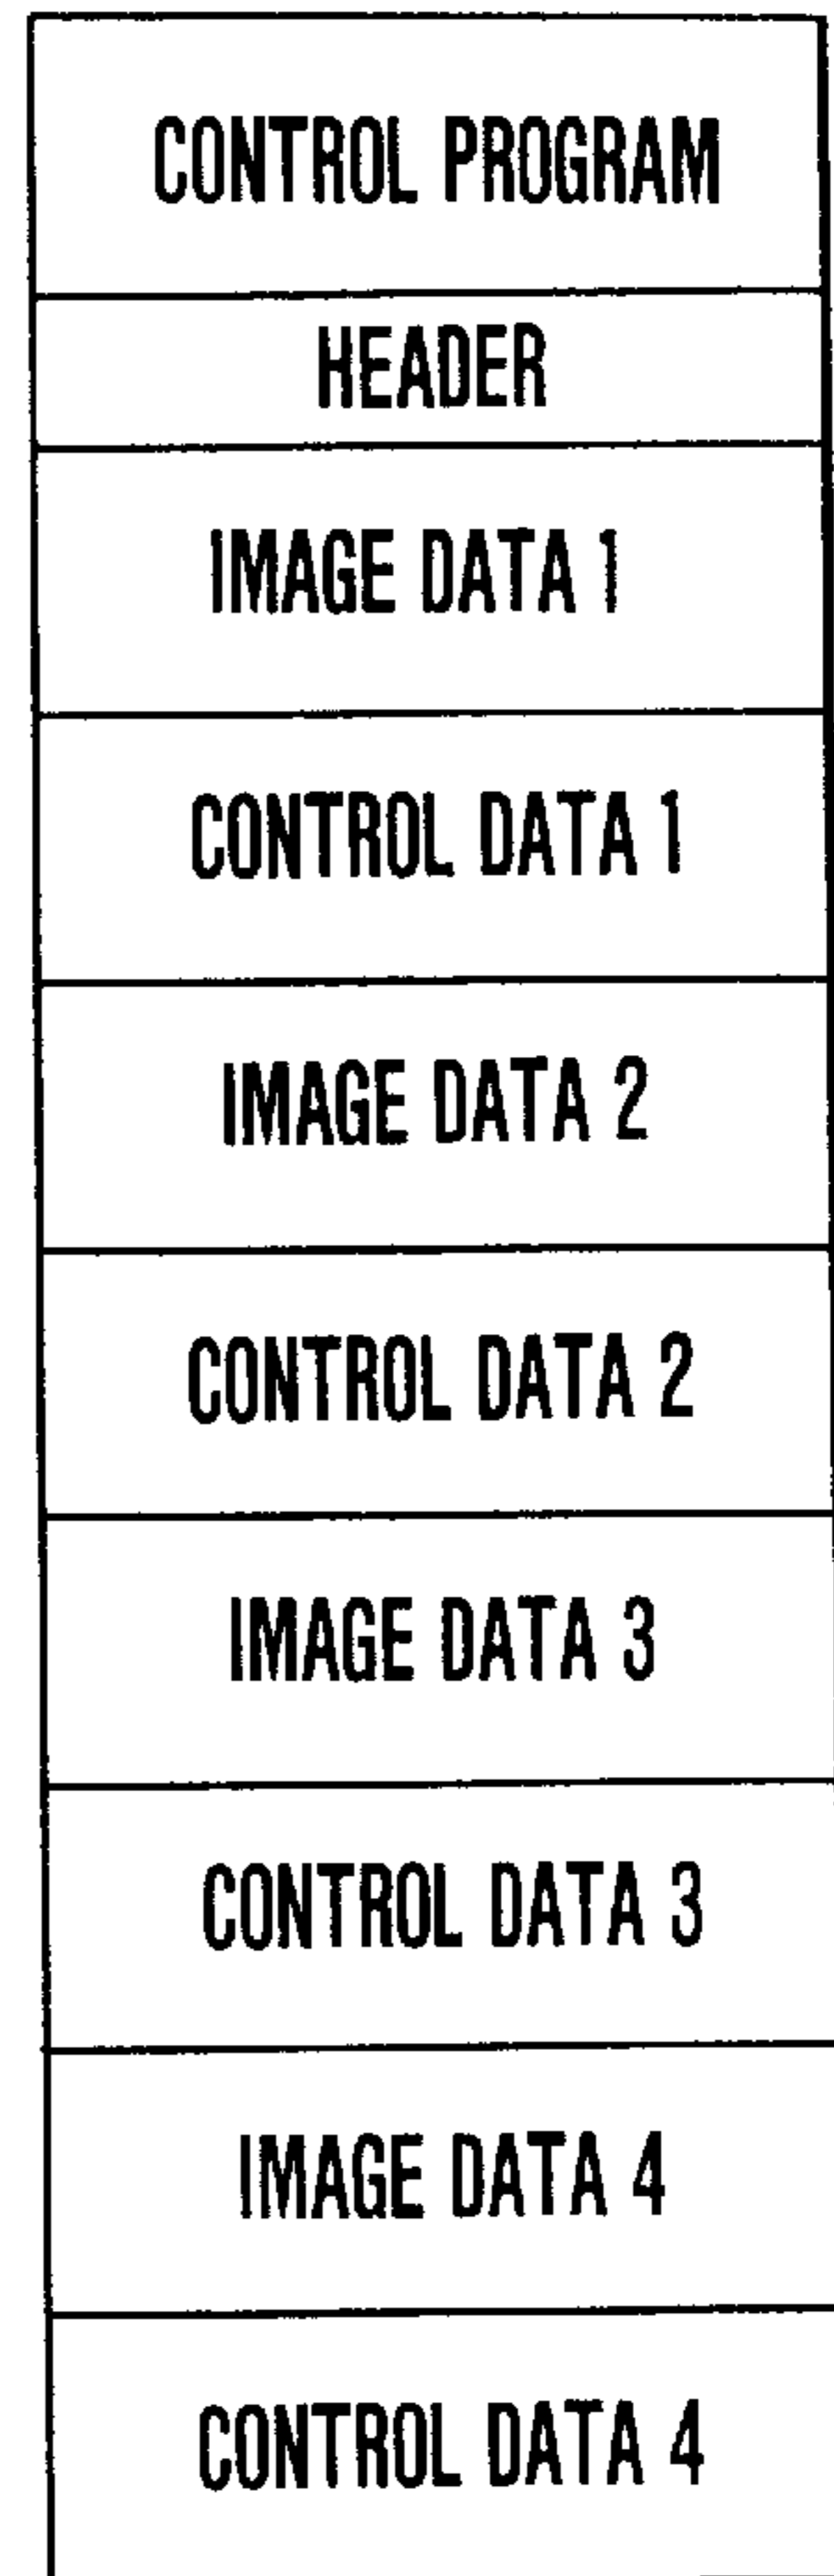 CONTROL PROGRAM
HEADER
IMAGE DATA 1
CONTROL DATA 1
IMAGE DATA 2
CONTROL DATA 2
IMAGE DATA 3
CONTROL DATA 3
IMAGE DATA 4
CONTROL DATA 4